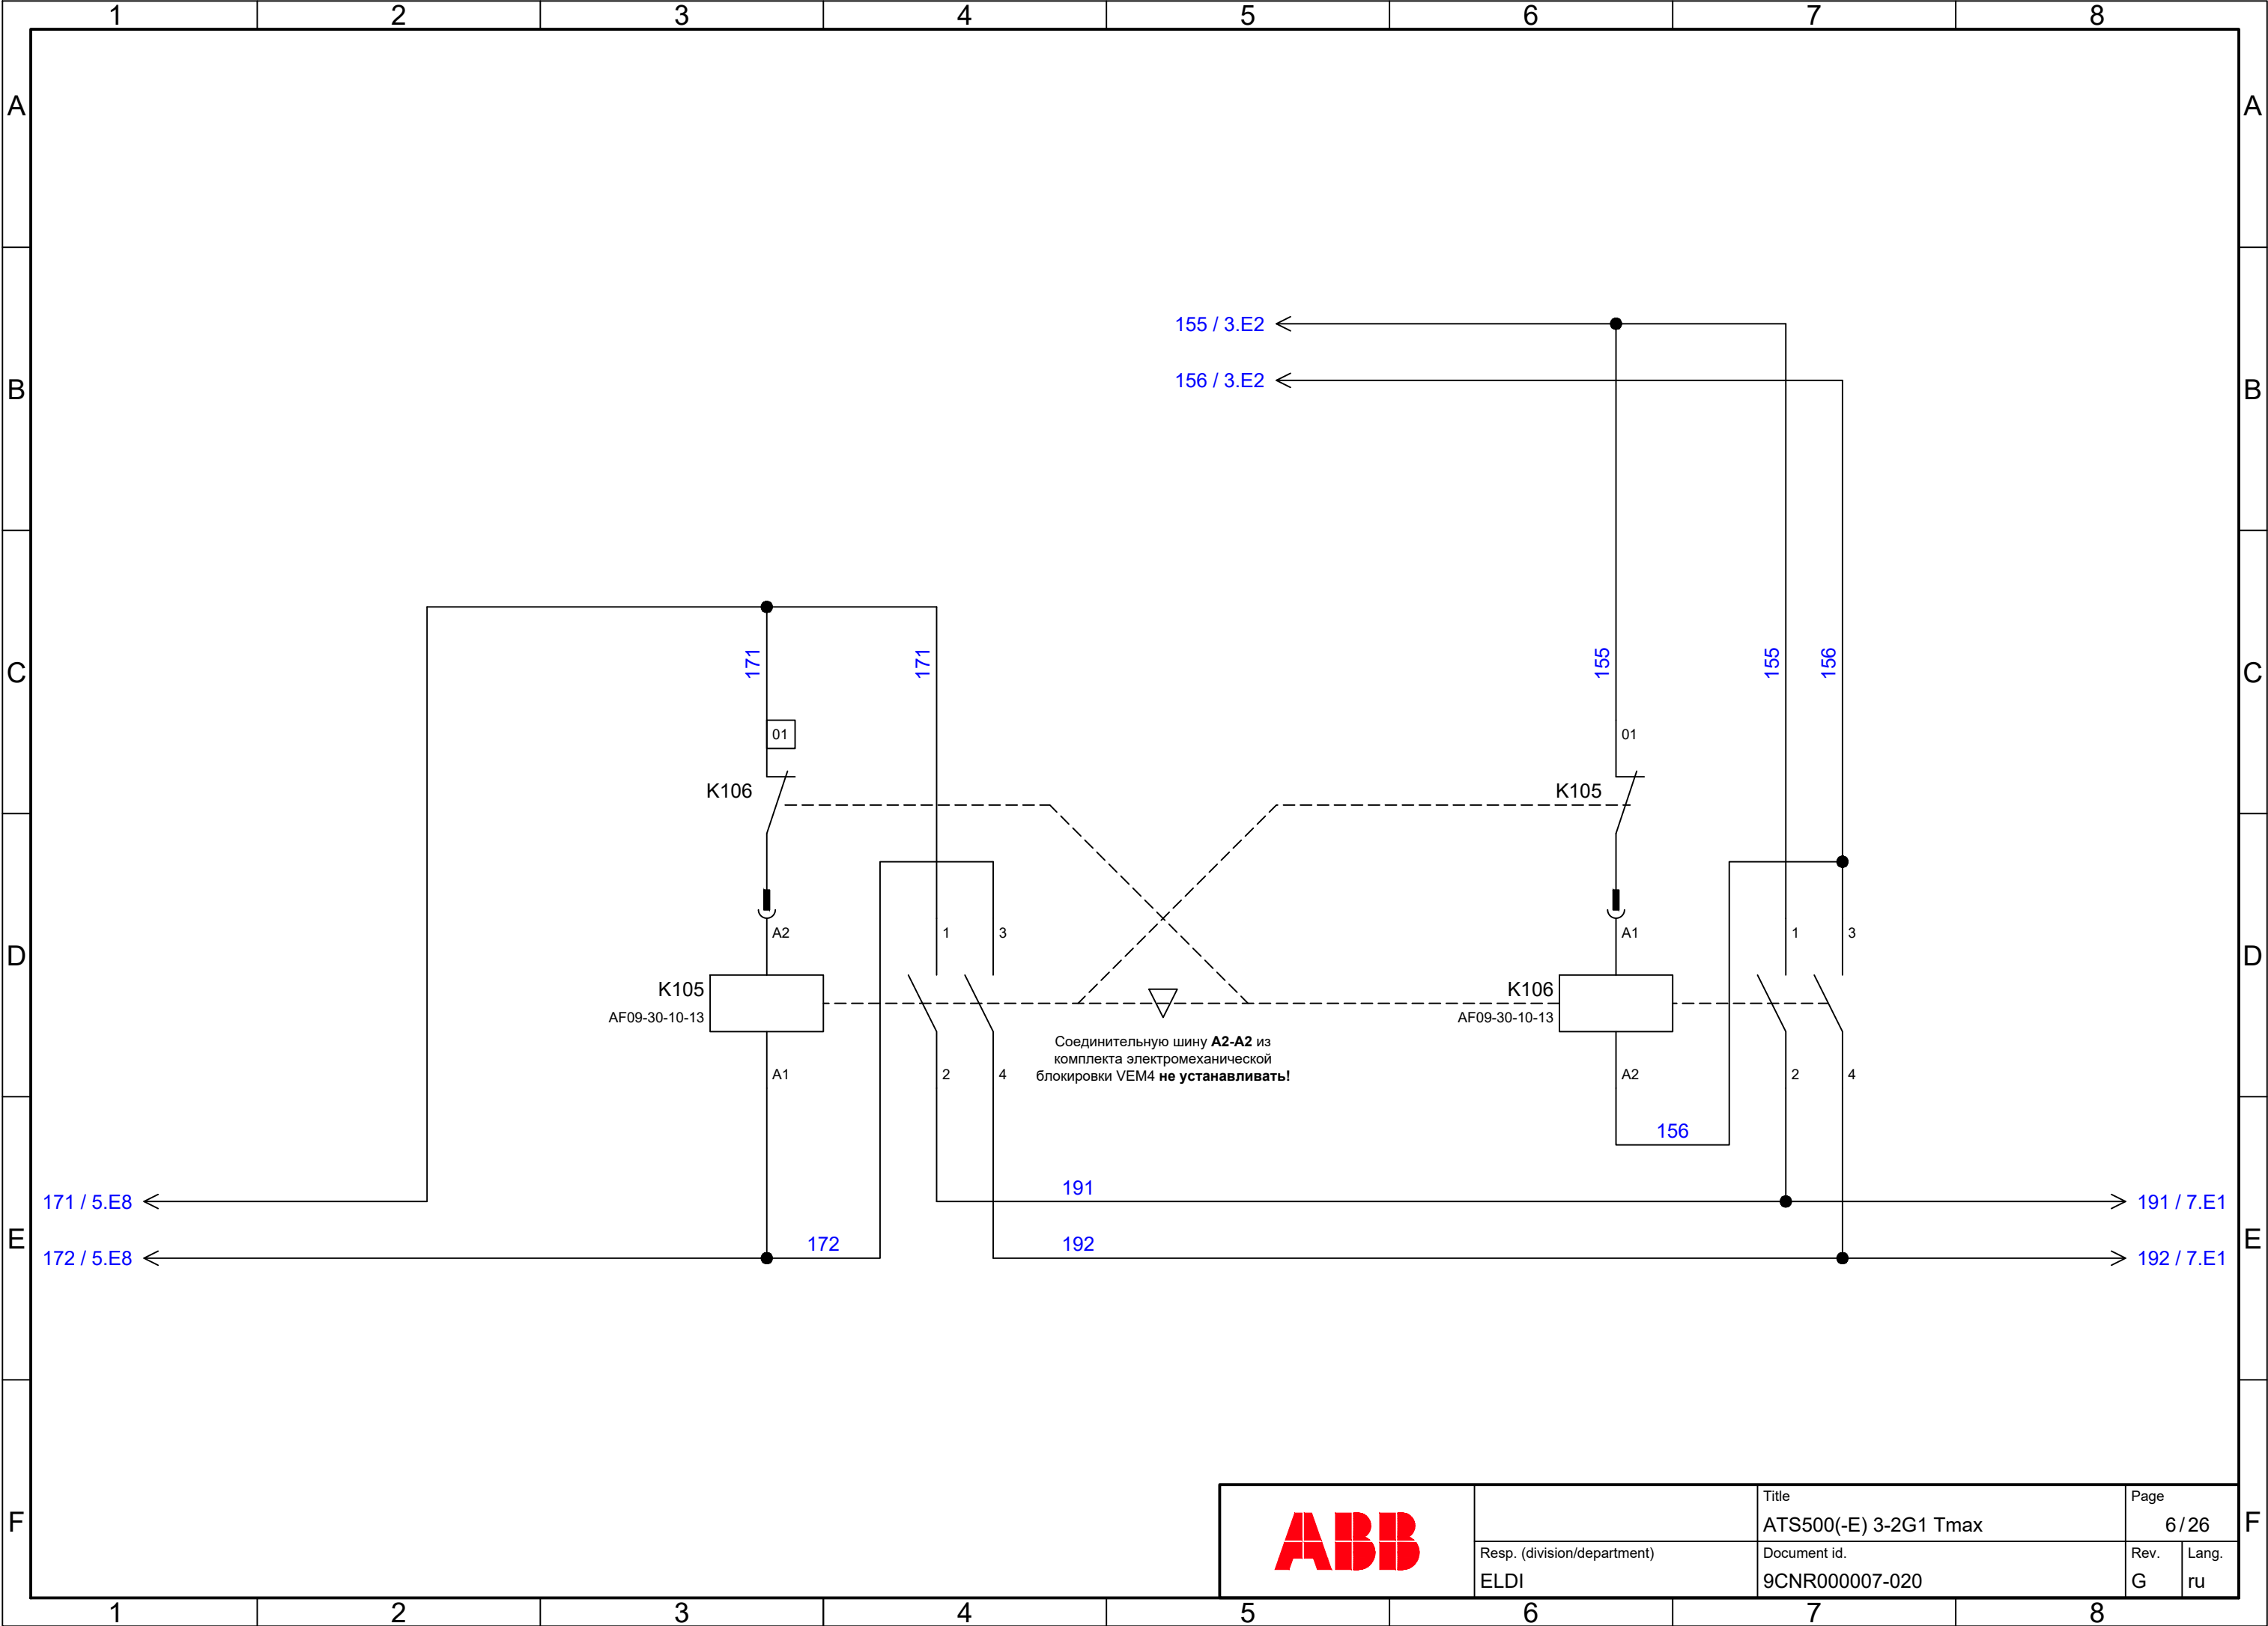 1 2 3 4 5 6 7 8
A A
155 / 3.E2
156 / 3.E2
B B
171 171 155 155 156
C C
01 01
K106 K105
A2 1 3 A1 1 3
D D
K105 K106
AF09-30-10-13 AF09-30-10-13
Соединительную шину A2-A2 из
комплекта электромеханической
блокировки VEM4 не устанавливать!
A1 2 4 A2 2 4
156
191
171 / 5.E8 191 / 7.E1
E E
172 192
172 / 5.E8 192 / 7.E1
F F
ABB
Title
ATS500(-E) 3-2G1 Tmax
Page
6 / 26
Resp. (division/department)
ELDI
Document id.
9CNR000007-020
Rev.
G
Lang.
ru
1 2 3 4 5 6 7 8